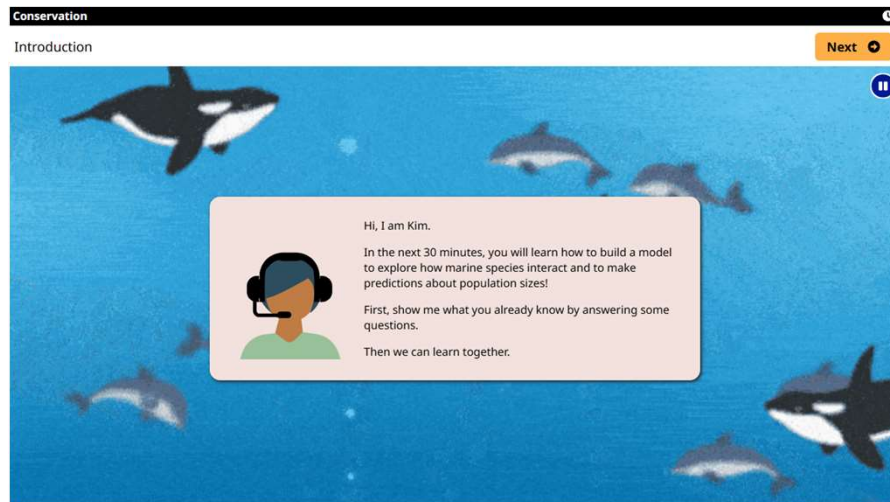 Conservation
Introduction
Next
Hi, I am Kim.
In the next 30 minutes, you will learn how to build a model
to explore how marine species interact and to make
predictions about population sizes!
First, show me what you already know by answering some
questions.
Then we can learn together.